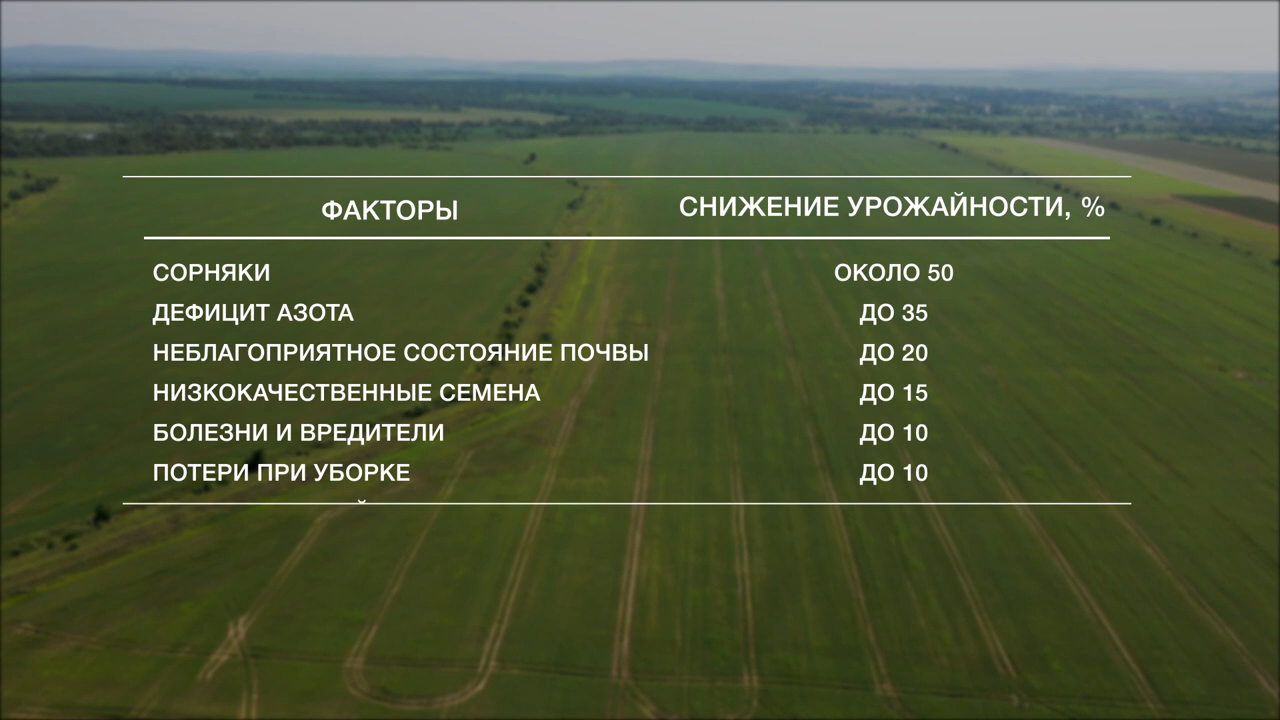 ФАКТОРЫ СНИЖЕНИЕ УРОЖАЙНОСТИ, %
СОРНЯКИ ОКОЛО 50
ДЕФИЦИТ АЗОТА ДО 35
НЕБЛАГОПРИЯТНОЕ СОСТОЯНИЕ ПОЧВЫ ДО 20
НИЗКОКАЧЕСТВЕННЫЕ СЕМЕНА ДО 15
БОЛЕЗНИ И ВРЕДИТЕЛИ ДО 10
ПОТЕРИ ПРИ УБОРКЕ ДО 10